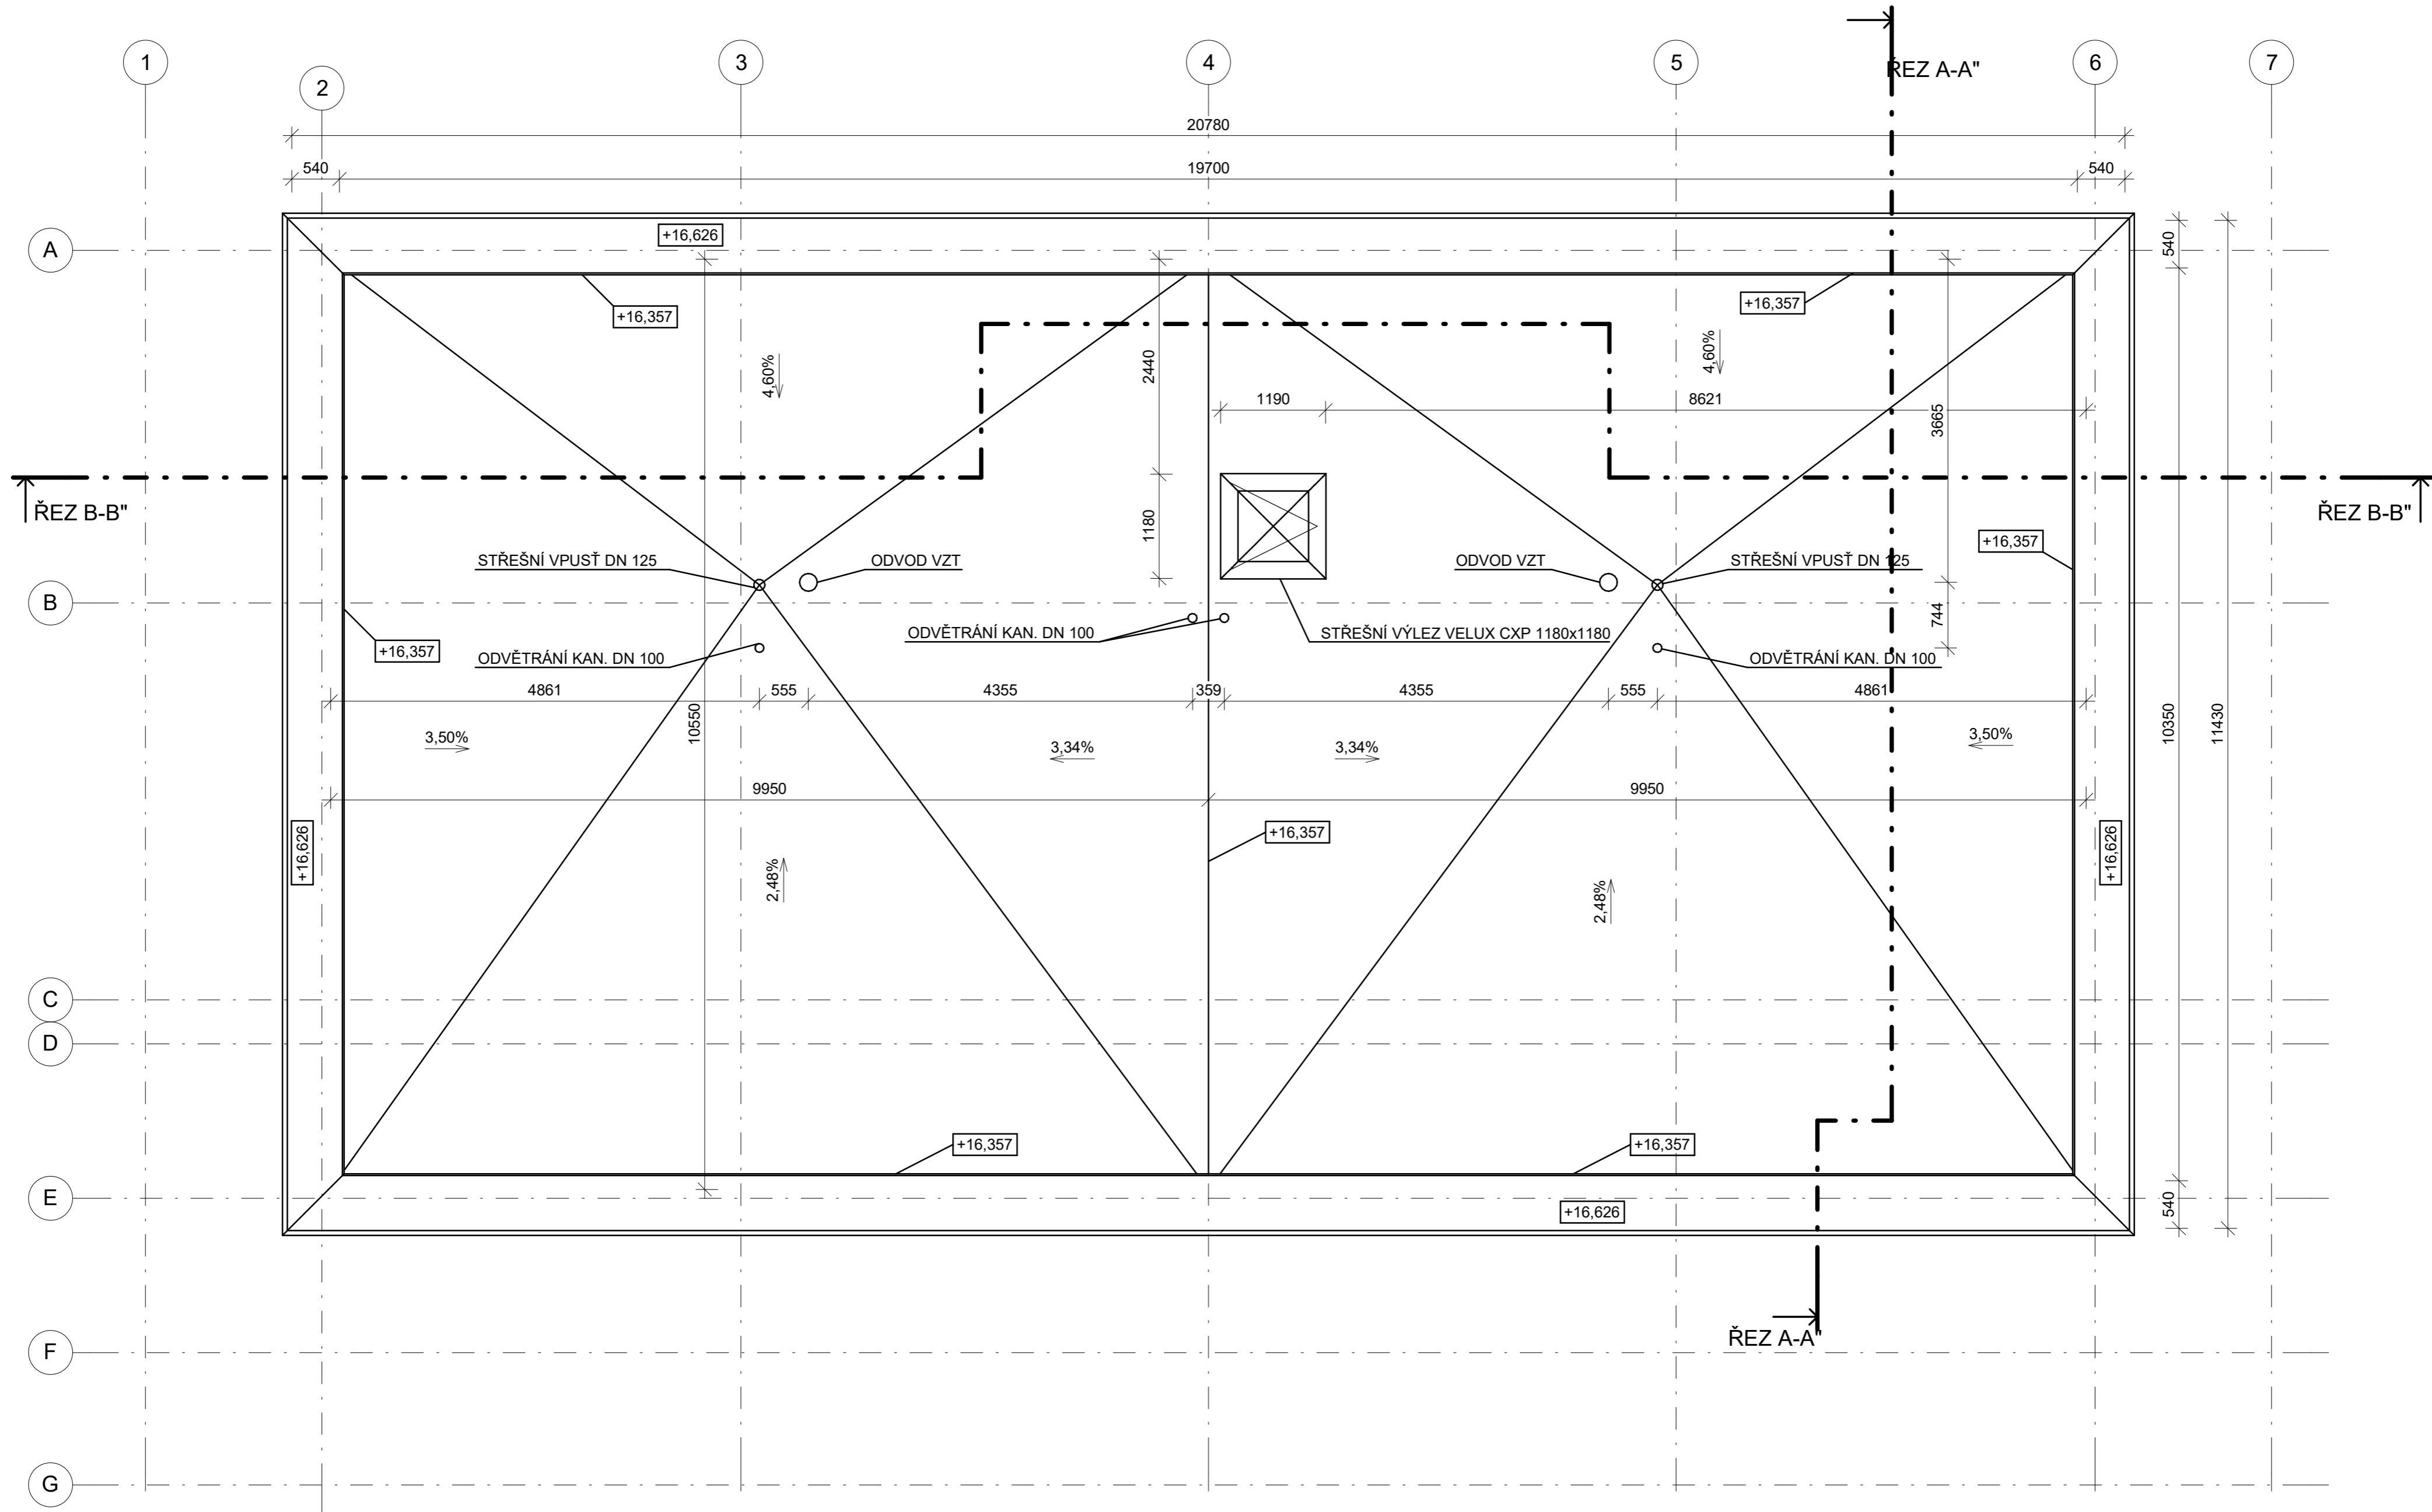 ŘEZ A-A"
1
2
3
4
5
6
7
20780
540
19700
540
A
+16,626
540
+16,357
+16,357
4,60%
2440
4,60%
1190
8621
3665
11430
10350
ŘEZ B-B"
ŘEZ B-B"
1180
+16,357
STŘEŠNÍ VPUSŤ DN 125
ODVOD VZT
ODVOD VZT
STŘEŠNÍ VPUSŤ DN 125
B
744
ODVĚTRÁNÍ KAN. DN 100
STŘEŠNÍ VÝLEZ VELUX CXP 1180x1180
+16,357
ODVĚTRÁNÍ KAN. DN 100
ODVĚTRÁNÍ KAN. DN 100
4861
555
4355
359
4355
555
4861
10550
3,50%
3,34%
3,34%
3,50%
9950
9950
+16,626
+16,357
+16,626
2,48%
2,48%
C
D
+16,357
+16,357
E
540
+16,626
ŘEZ A-A"
F
G